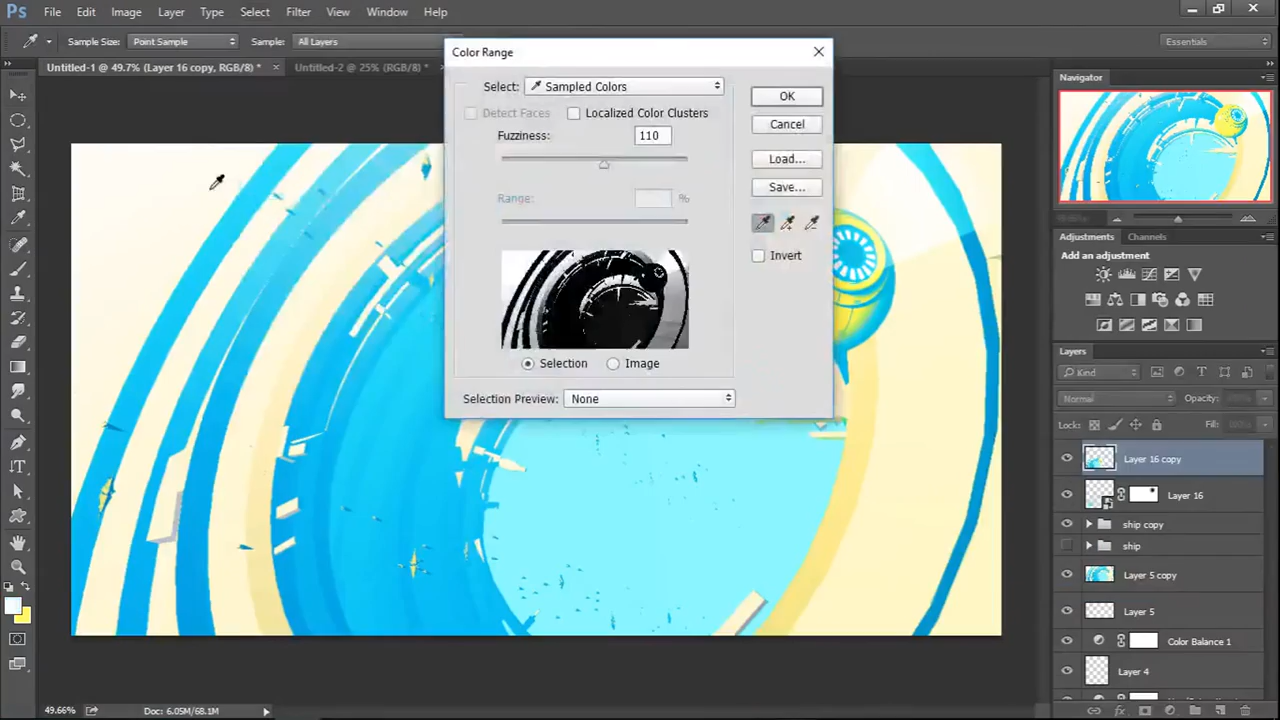 Ps File Edit Image Layer Type Select Filter View Window Help
Sample Size: Point Sample Sample: All Layers Essentials
Untitled-1 @ 49.7% (Layer 16 copy, RGB/8) * × Untitled-2 @ 25% (RGB/8) *
Color Range
Select: Sampled Colors
Detect Faces Localized Color Clusters
Fuzziness: 110
Range: %
Selection Image
Selection Preview: None
OK
Cancel
Load...
Save...
Invert
Navigator
Adjustments Channels
Add an adjustment
Layers
Kind
Normal Opacity:
Lock: Fill:
Layer 16 copy
Layer 16
ship copy
ship
Layer 5 copy
Layer 5
Color Balance 1
Layer 4
49.66% Doc: 6.05M/68.1M